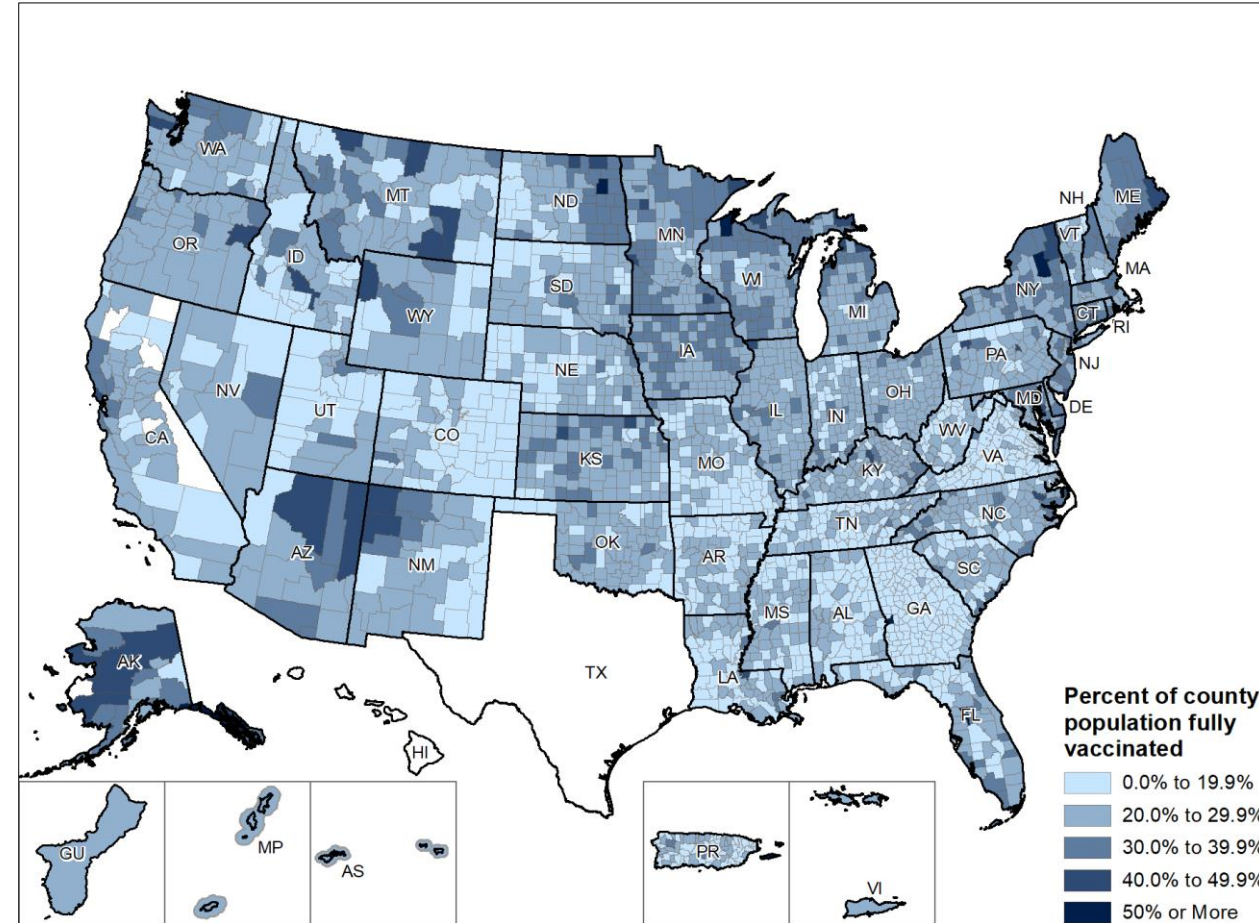 WA
MT
ND
MN
OR
ID
SD
WI
WY
MI
NH
VT
ME
MA
NY
CT
RI
IA
NE
PA
NJ
NV
UT
CO
IL
IN
OH
MD
DE
WV
VA
CA
KS
MO
KY
AZ
NM
OK
AR
TN
NC
SC
MS
AL
GA
LA
TX
FL
AK
HI
GU
MP
AS
PR
VI
Percent of county
population fully
vaccinated
0.0% to 19.9%
20.0% to 29.9%
30.0% to 39.9%
40.0% to 49.9%
50% or More